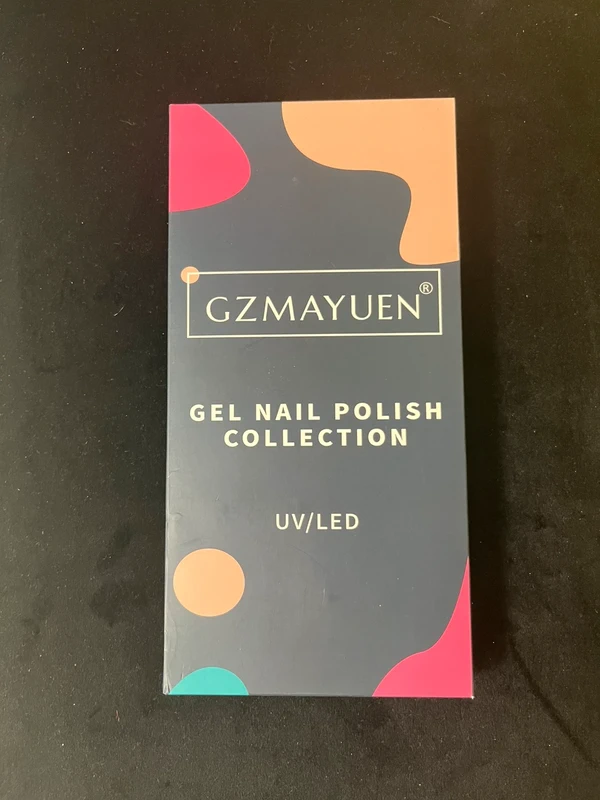 GZMAYUEN®
GEL NAIL POLISH
COLLECTION
UV/LED